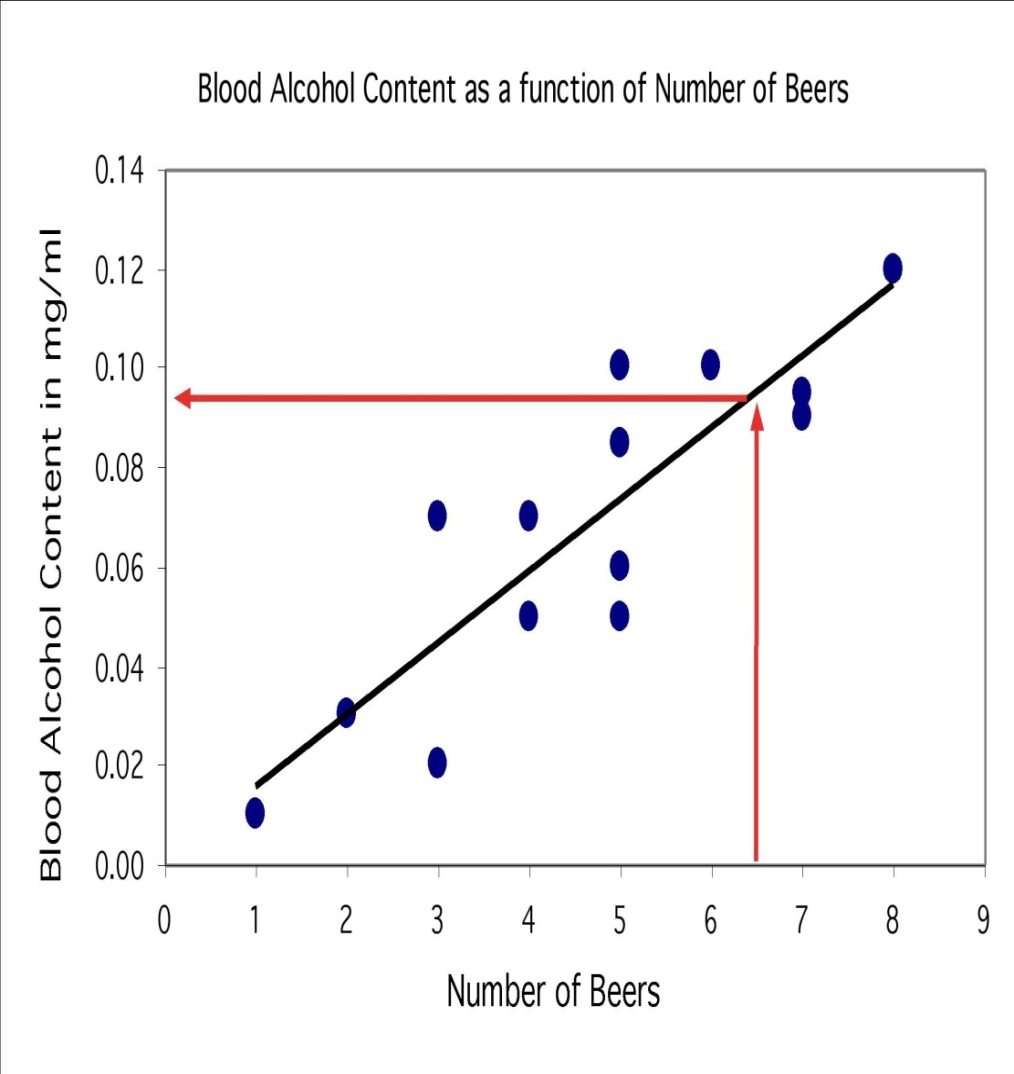 Blood Alcohol Content as a function of Number of Beers
Blood Alcohol Content in mg/ml
0.14
0.12
0.10
0.08
0.06
0.04
0.02
0.00
0 1 2 3 4 5 6 7 8 9
Number of Beers